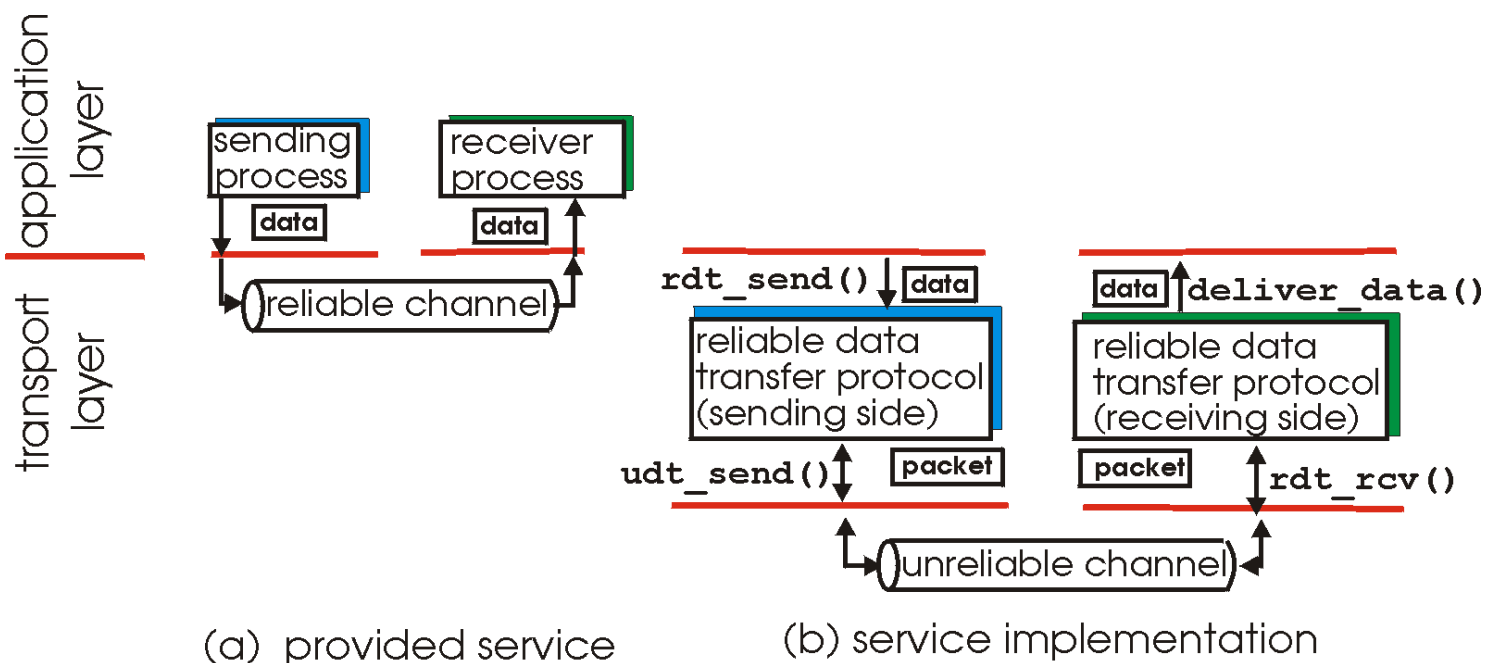 application
layer
transport
layer
sending
process
data
receiver
process
data
reliable channel
(a) provided service
rdt_send()
data
reliable data
transfer protocol
(sending side)
udt_send()
packet
data
deliver_data()
reliable data
transfer protocol
(receiving side)
packet
rdt_rcv()
unreliable channel
(b) service implementation